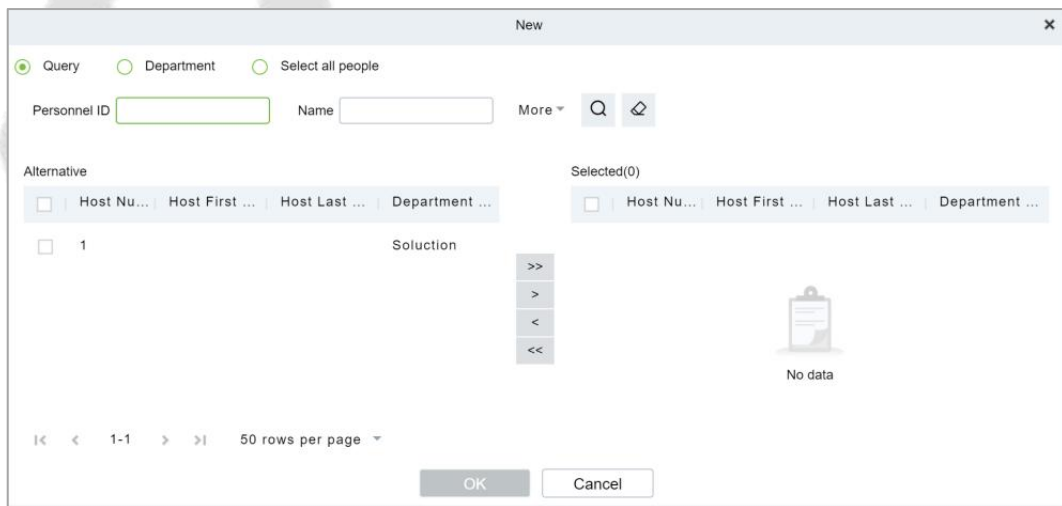 New ×
Query Department Select all people
Personnel ID Name More
Alternative Selected(0)
Host Nu... Host First ... Host Last ... Department ... Host Nu... Host First ... Host Last ... Department ...
1 Soluction
>>
>
<
<<
No data
|< < 1-1 > >| 50 rows per page
OK Cancel